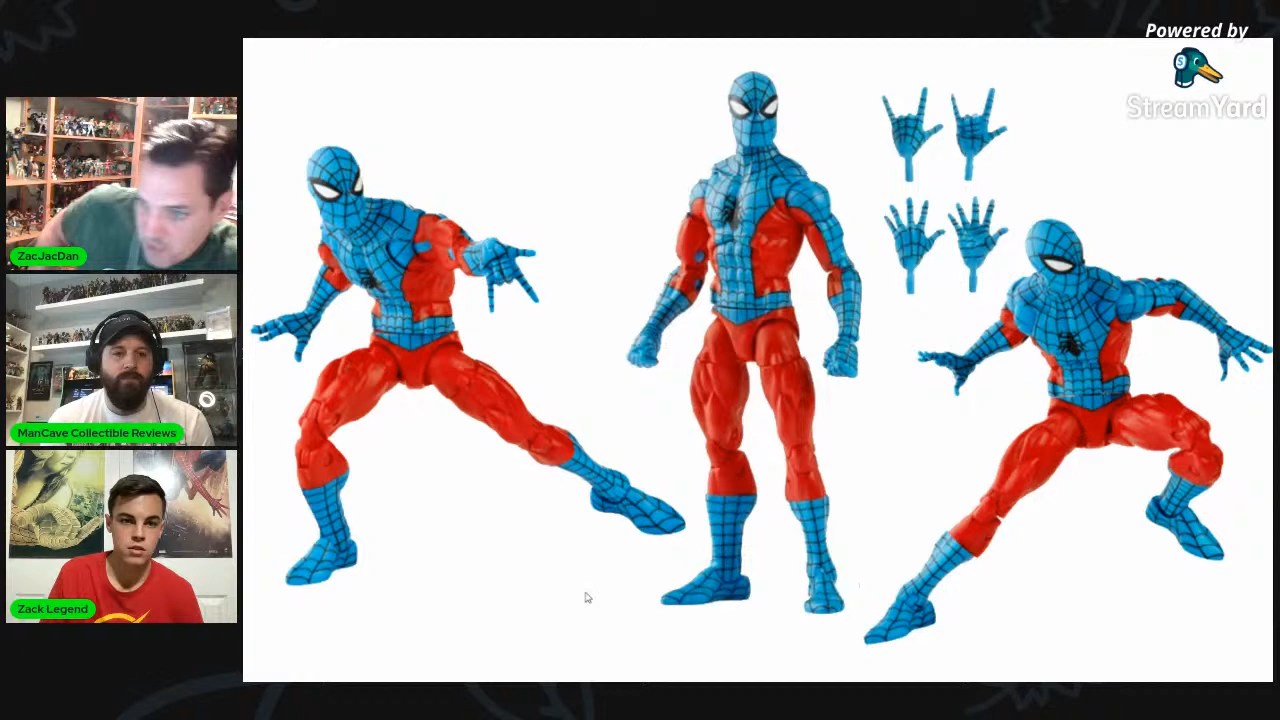 Powered by
StreamYard
ZacJacDan
ManCave Collectible Reviews
Zack Legend